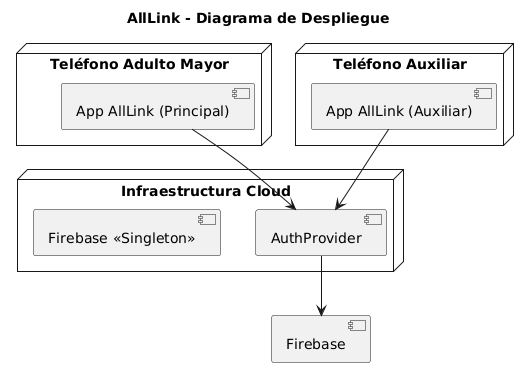 AllLink - Diagrama de Despliegue
Teléfono Adulto Mayor
App AllLink (Principal)
Teléfono Auxiliar
App AllLink (Auxiliar)
Infraestructura Cloud
Firebase «Singleton»
AuthProvider
Firebase